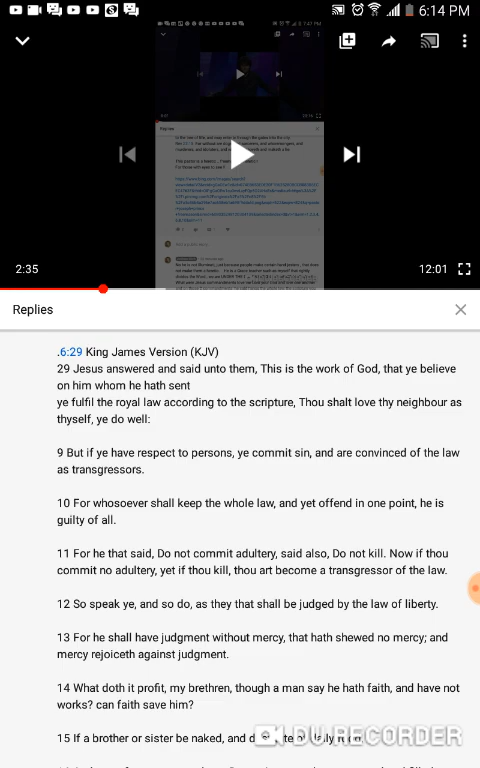 6:14 PM
2:35
12:01
Replies
.6:29 King James Version (KJV)
29 Jesus answered and said unto them, This is the work of God, that ye believe
on him whom he hath sent
ye fulfil the royal law according to the scripture, Thou shalt love thy neighbour as
thyself, ye do well:
9 But if ye have respect to persons, ye commit sin, and are convinced of the law
as transgressors.
10 For whosoever shall keep the whole law, and yet offend in one point, he is
guilty of all.
11 For he that said, Do not commit adultery, said also, Do not kill. Now if thou
commit no adultery, yet if thou kill, thou art become a transgressor of the law.
12 So speak ye, and so do, as they that shall be judged by the law of liberty.
13 For he shall have judgment without mercy, that hath shewed no mercy; and
mercy rejoiceth against judgment.
14 What doth it profit, my brethren, though a man say he hath faith, and have not
works? can faith save him?
15 If a brother or sister be naked, and
DU RECORDER